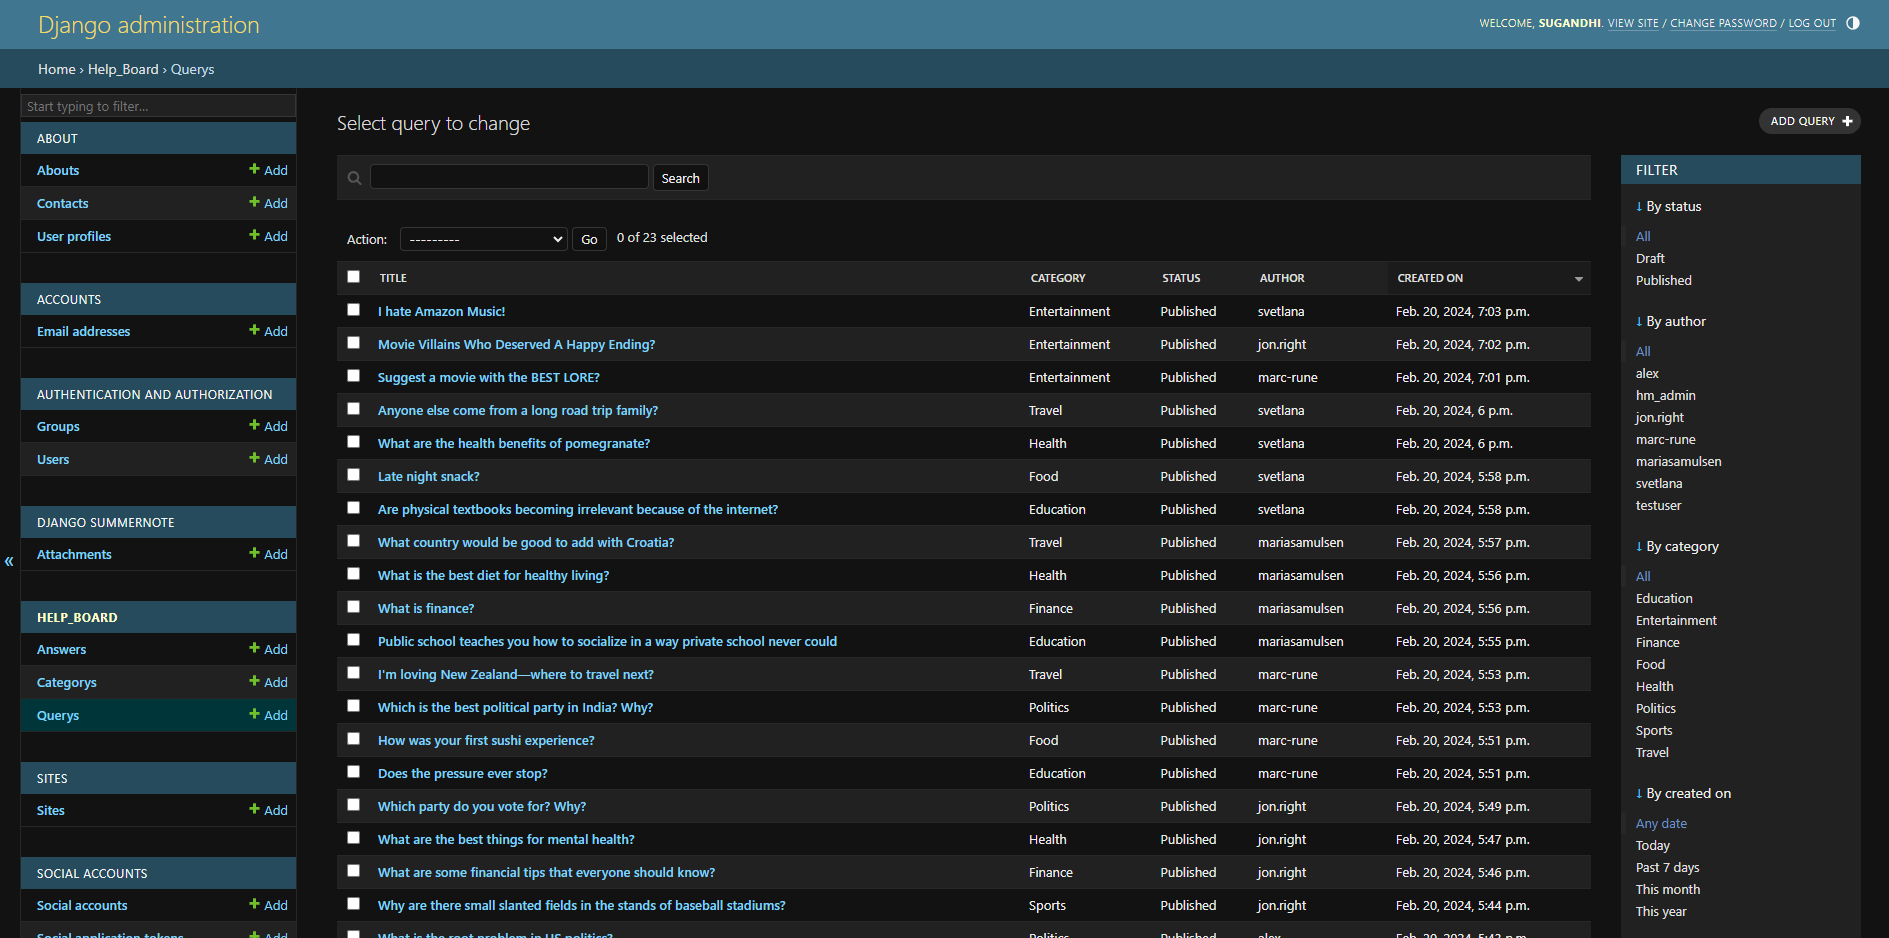 Django administration
WELCOME, SUGANDHI. VIEW SITE / CHANGE PASSWORD / LOG OUT
Home › Help_Board › Querys
Start typing to filter...
ABOUT
Abouts Add
Contacts Add
User profiles Add
ACCOUNTS
Email addresses Add
AUTHENTICATION AND AUTHORIZATION
Groups Add
Users Add
DJANGO SUMMERNOTE
Attachments Add
«
HELP_BOARD
Answers Add
Categorys Add
Querys Add
SITES
Sites Add
SOCIAL ACCOUNTS
Social accounts Add
Social application tokens Add
Select query to change
ADD QUERY
Search
Action: --------- Go 0 of 23 selected
TITLE CATEGORY STATUS AUTHOR CREATED ON
I hate Amazon Music! Entertainment Published svetlana Feb. 20, 2024, 7:03 p.m.
Movie Villains Who Deserved A Happy Ending? Entertainment Published jon.right Feb. 20, 2024, 7:02 p.m.
Suggest a movie with the BEST LORE? Entertainment Published marc-rune Feb. 20, 2024, 7:01 p.m.
Anyone else come from a long road trip family? Travel Published svetlana Feb. 20, 2024, 6 p.m.
What are the health benefits of pomegranate? Health Published svetlana Feb. 20, 2024, 6 p.m.
Late night snack? Food Published svetlana Feb. 20, 2024, 5:58 p.m.
Are physical textbooks becoming irrelevant because of the internet? Education Published svetlana Feb. 20, 2024, 5:58 p.m.
What country would be good to add with Croatia? Travel Published mariasamulsen Feb. 20, 2024, 5:57 p.m.
What is the best diet for healthy living? Health Published mariasamulsen Feb. 20, 2024, 5:56 p.m.
What is finance? Finance Published mariasamulsen Feb. 20, 2024, 5:56 p.m.
Public school teaches you how to socialize in a way private school never could Education Published mariasamulsen Feb. 20, 2024, 5:55 p.m.
I'm loving New Zealand—where to travel next? Travel Published marc-rune Feb. 20, 2024, 5:53 p.m.
Which is the best political party in India? Why? Politics Published marc-rune Feb. 20, 2024, 5:53 p.m.
How was your first sushi experience? Food Published marc-rune Feb. 20, 2024, 5:51 p.m.
Does the pressure ever stop? Education Published marc-rune Feb. 20, 2024, 5:51 p.m.
Which party do you vote for? Why? Politics Published jon.right Feb. 20, 2024, 5:49 p.m.
What are the best things for mental health? Health Published jon.right Feb. 20, 2024, 5:47 p.m.
What are some financial tips that everyone should know? Finance Published jon.right Feb. 20, 2024, 5:46 p.m.
Why are there small slanted fields in the stands of baseball stadiums? Sports Published jon.right Feb. 20, 2024, 5:44 p.m.
What is the root problem in US politics? Politics Published alex Feb. 20, 2024, 5:43 p.m.
FILTER
↓ By status
All
Draft
Published
↓ By author
All
alex
hm_admin
jon.right
marc-rune
mariasamulsen
svetlana
testuser
↓ By category
All
Education
Entertainment
Finance
Food
Health
Politics
Sports
Travel
↓ By created on
Any date
Today
Past 7 days
This month
This year